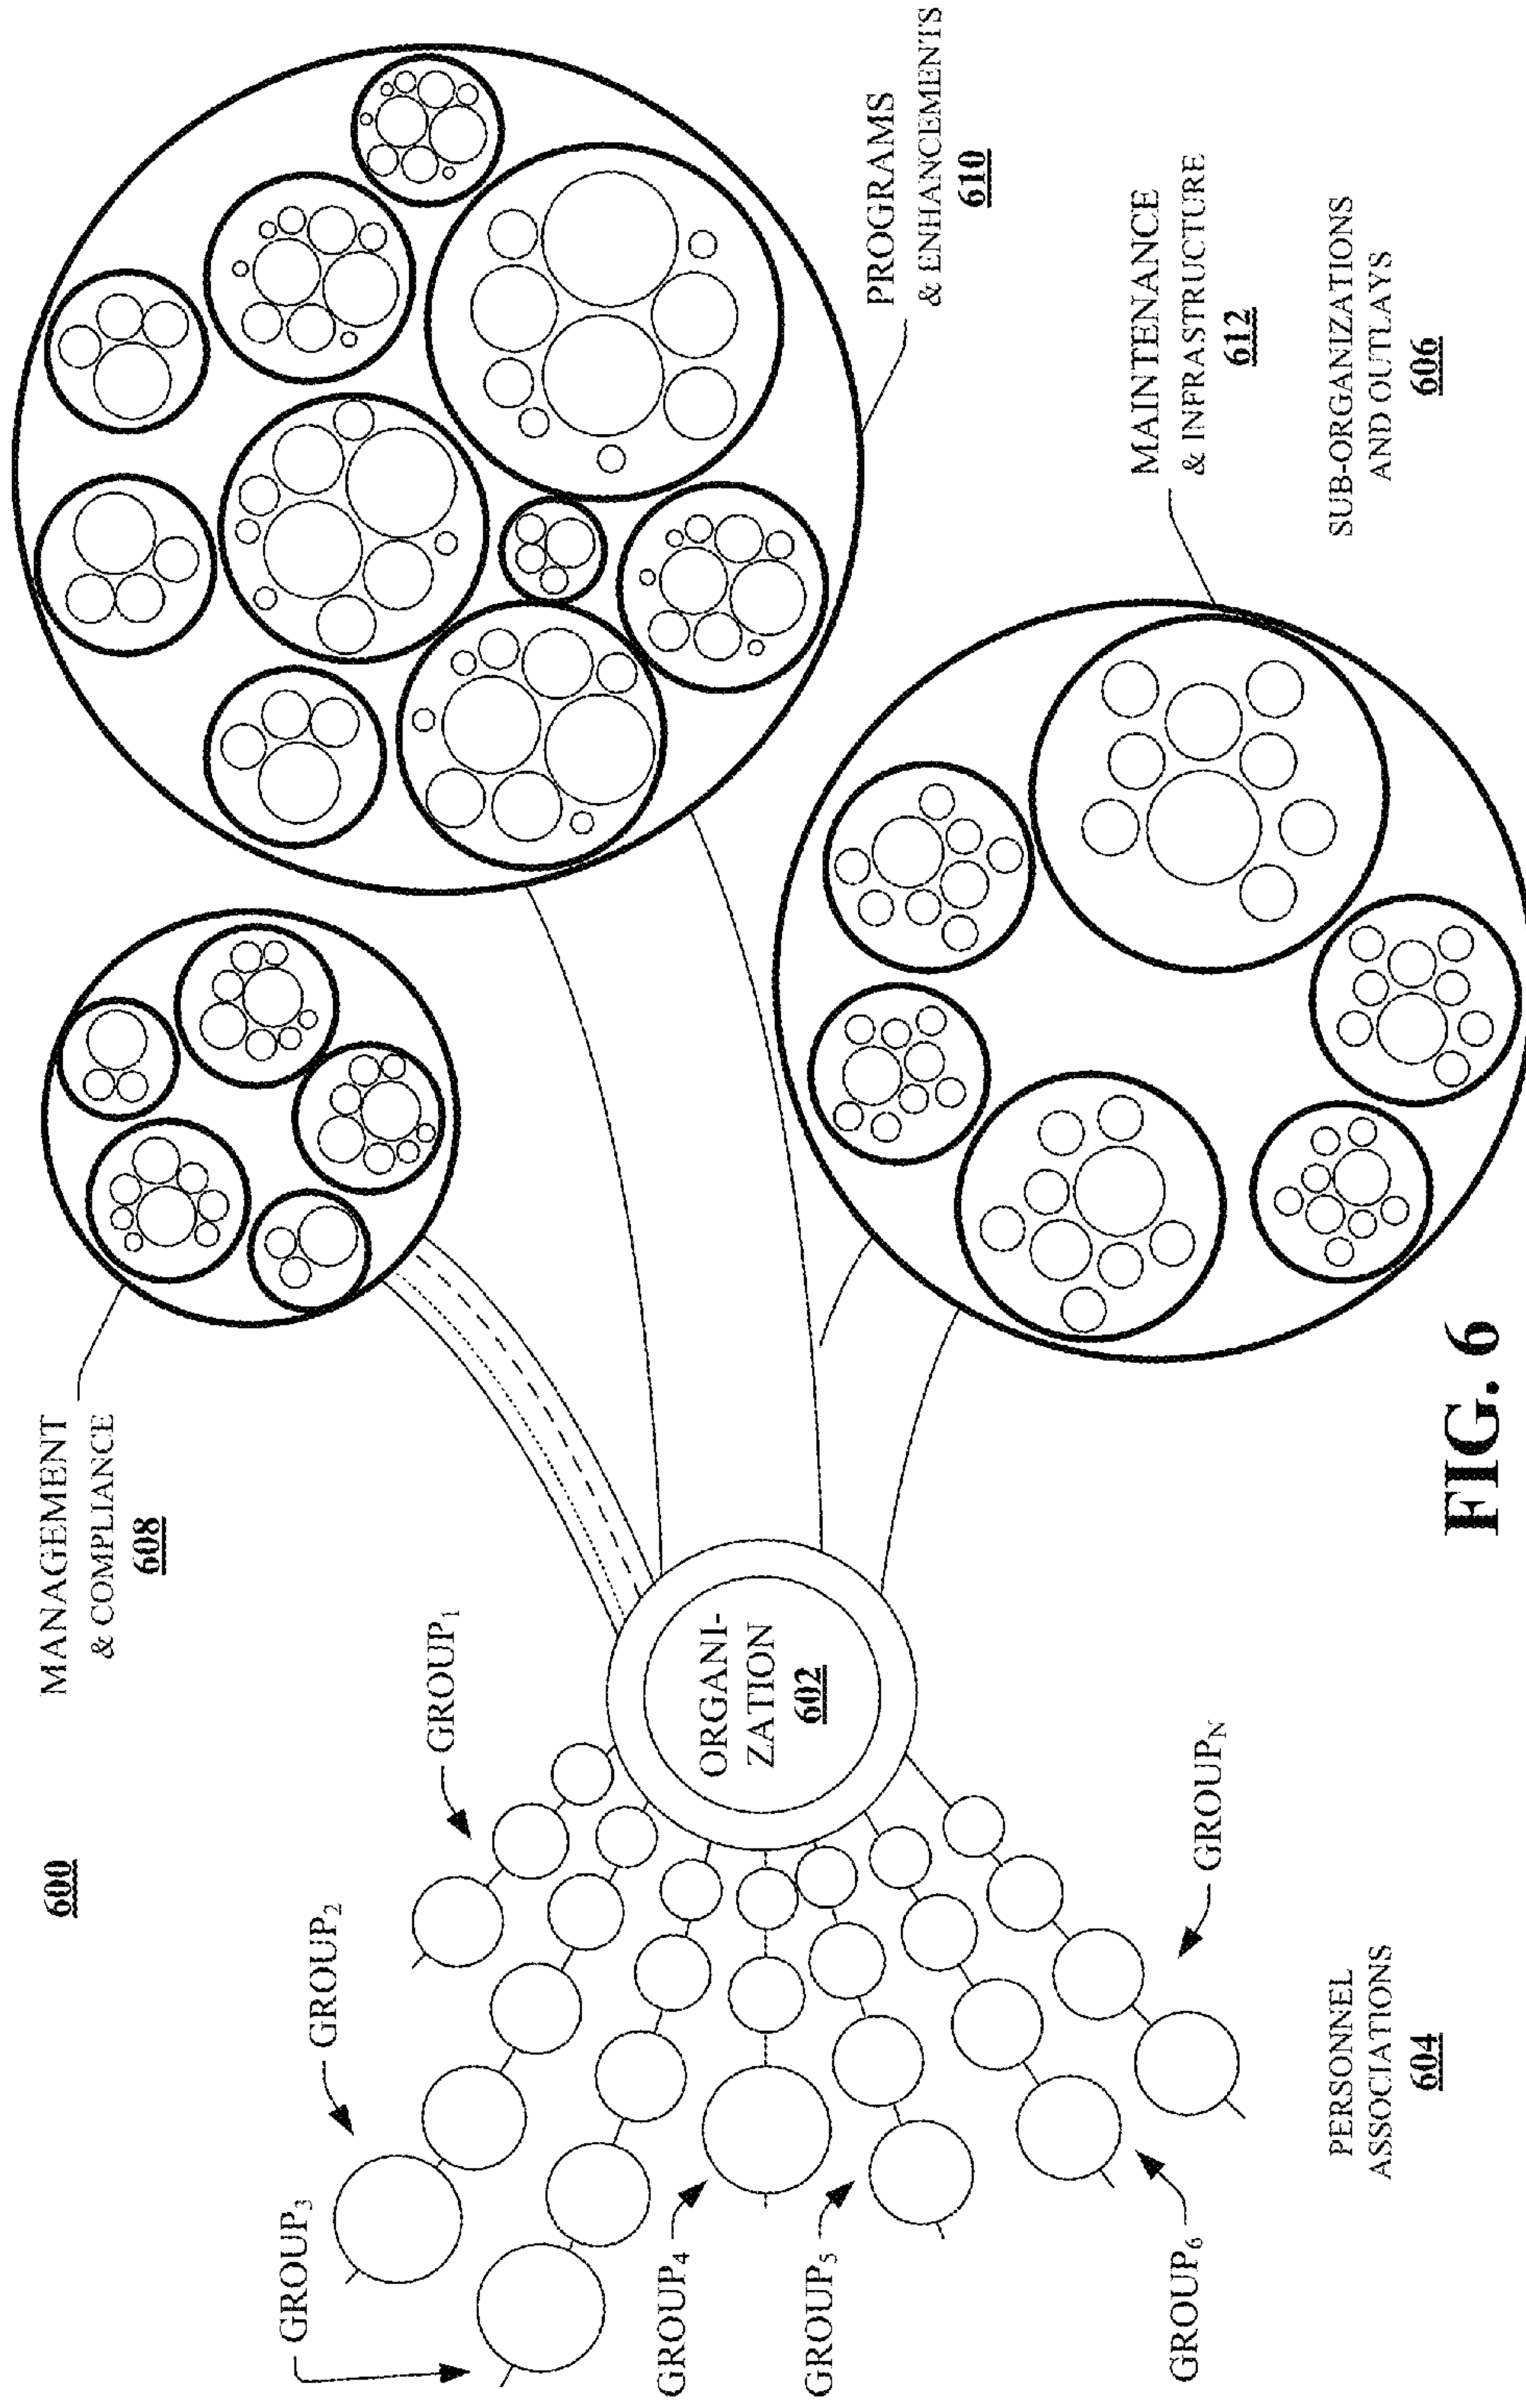 600
MANAGEMENT
& COMPLIANCE
608
PROGRAMS
& ENHANCEMENTS
610
GROUP1
GROUP2
GROUP3
GROUP4
GROUP5
GROUP6
GROUPN
ORGANI-
ZATION
602
MAINTENANCE
& INFRASTRUCTURE
612
PERSONNEL
ASSOCIATIONS
604
SUB-ORGANIZATIONS
AND OUTLAYS
606
FIG. 6